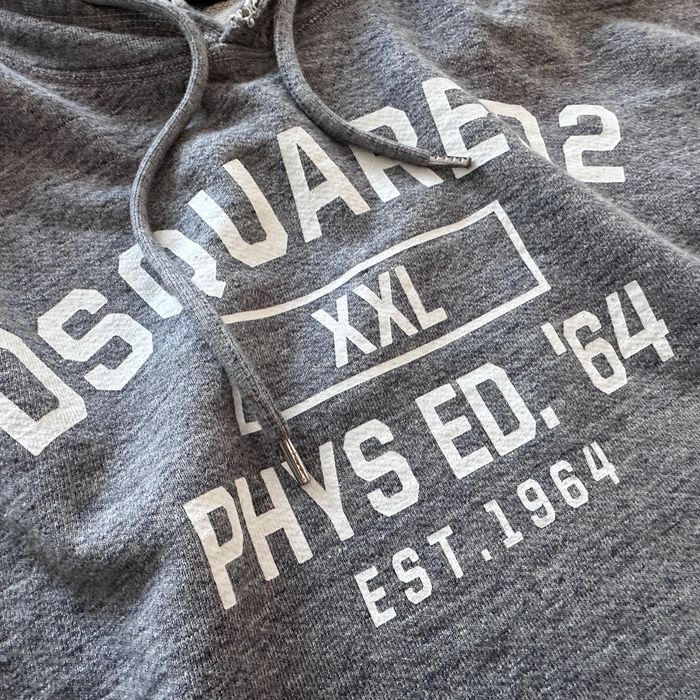 DSQUARED2
XXL
PHYS ED. '64
EST.1964